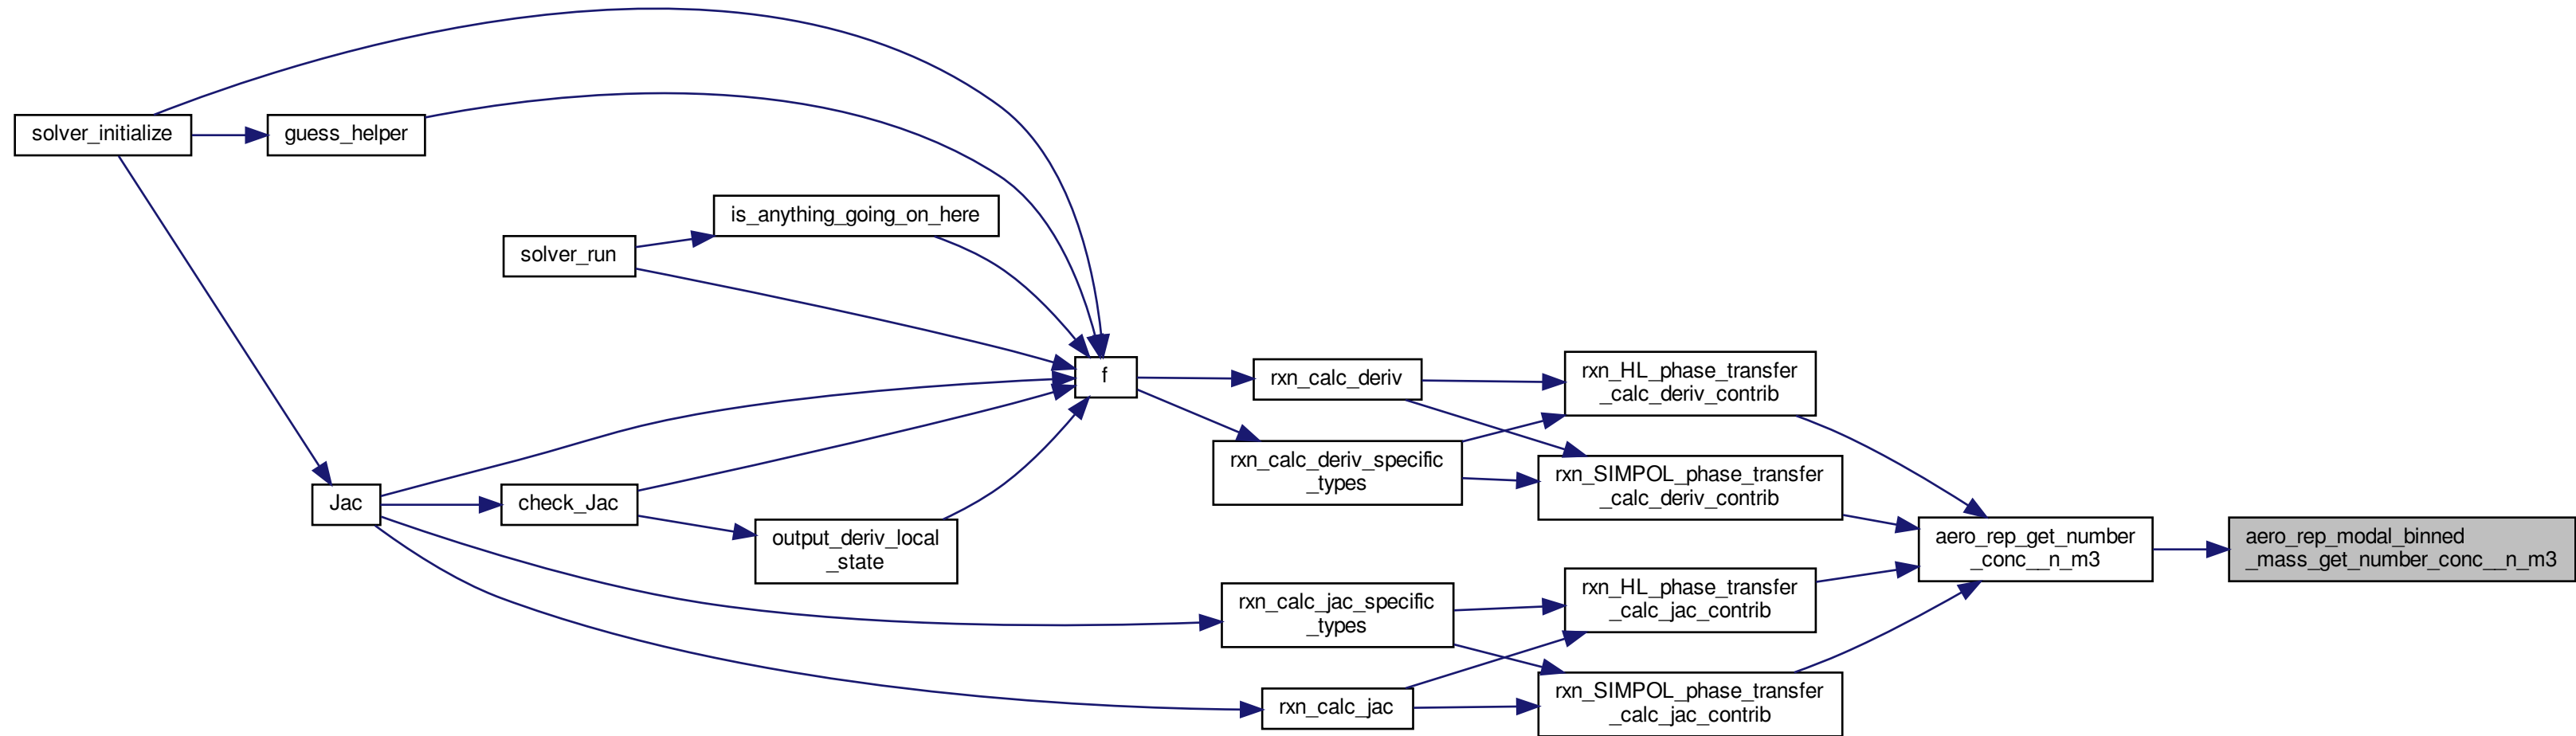 solver_initialize
guess_helper
is_anything_going_on_here
solver_run
f
rxn_calc_deriv
rxn_HL_phase_transfer
_calc_deriv_contrib
rxn_calc_deriv_specific
_types
rxn_SIMPOL_phase_transfer
_calc_deriv_contrib
Jac
check_Jac
output_deriv_local
_state
aero_rep_get_number
_conc__n_m3
aero_rep_modal_binned
_mass_get_number_conc__n_m3
rxn_calc_jac_specific
_types
rxn_HL_phase_transfer
_calc_jac_contrib
rxn_calc_jac
rxn_SIMPOL_phase_transfer
_calc_jac_contrib